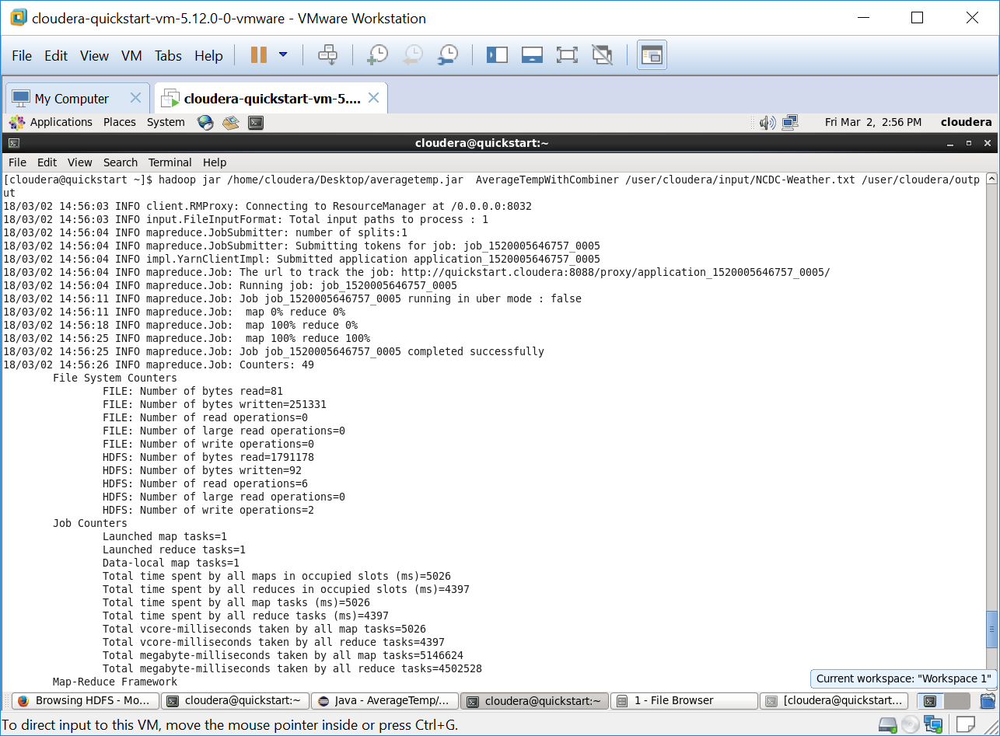 cloudera-quickstart-vm-5.12.0-0-vmware - VMware Workstation
File Edit View VM Tabs Help
My Computer
cloudera-quickstart-vm-5....
Applications Places System Fri Mar 2, 2:56 PM cloudera
cloudera@quickstart:~
File Edit View Search Terminal Help
[cloudera@quickstart ~]$ hadoop jar /home/cloudera/Desktop/averagetemp.jar  AverageTempWithCombiner /user/cloudera/input/NCDC-Weather.txt /user/cloudera/outp
ut
18/03/02 14:56:03 INFO client.RMProxy: Connecting to ResourceManager at /0.0.0.0:8032
18/03/02 14:56:03 INFO input.FileInputFormat: Total input paths to process : 1
18/03/02 14:56:04 INFO mapreduce.JobSubmitter: number of splits:1
18/03/02 14:56:04 INFO mapreduce.JobSubmitter: Submitting tokens for job: job_1520005646757_0005
18/03/02 14:56:04 INFO impl.YarnClientImpl: Submitted application application_1520005646757_0005
18/03/02 14:56:04 INFO mapreduce.Job: The url to track the job: http://quickstart.cloudera:8088/proxy/application_1520005646757_0005/
18/03/02 14:56:04 INFO mapreduce.Job: Running job: job_1520005646757_0005
18/03/02 14:56:11 INFO mapreduce.Job: Job job_1520005646757_0005 running in uber mode : false
18/03/02 14:56:11 INFO mapreduce.Job:  map 0% reduce 0%
18/03/02 14:56:18 INFO mapreduce.Job:  map 100% reduce 0%
18/03/02 14:56:25 INFO mapreduce.Job:  map 100% reduce 100%
18/03/02 14:56:25 INFO mapreduce.Job: Job job_1520005646757_0005 completed successfully
18/03/02 14:56:26 INFO mapreduce.Job: Counters: 49
File System Counters
FILE: Number of bytes read=81
FILE: Number of bytes written=251331
FILE: Number of read operations=0
FILE: Number of large read operations=0
FILE: Number of write operations=0
HDFS: Number of bytes read=1791178
HDFS: Number of bytes written=92
HDFS: Number of read operations=6
HDFS: Number of large read operations=0
HDFS: Number of write operations=2
Job Counters
Launched map tasks=1
Launched reduce tasks=1
Data-local map tasks=1
Total time spent by all maps in occupied slots (ms)=5026
Total time spent by all reduces in occupied slots (ms)=4397
Total time spent by all map tasks (ms)=5026
Total time spent by all reduce tasks (ms)=4397
Total vcore-milliseconds taken by all map tasks=5026
Total vcore-milliseconds taken by all reduce tasks=4397
Total megabyte-milliseconds taken by all map tasks=5146624
Total megabyte-milliseconds taken by all reduce tasks=4502528
Map-Reduce Framework
Current workspace: "Workspace 1"
Browsing HDFS - Mo... cloudera@quickstart:~ Java - AverageTemp/... cloudera@quickstart:~ 1 - File Browser [cloudera@quickstart...
To direct input to this VM, move the mouse pointer inside or press Ctrl+G.